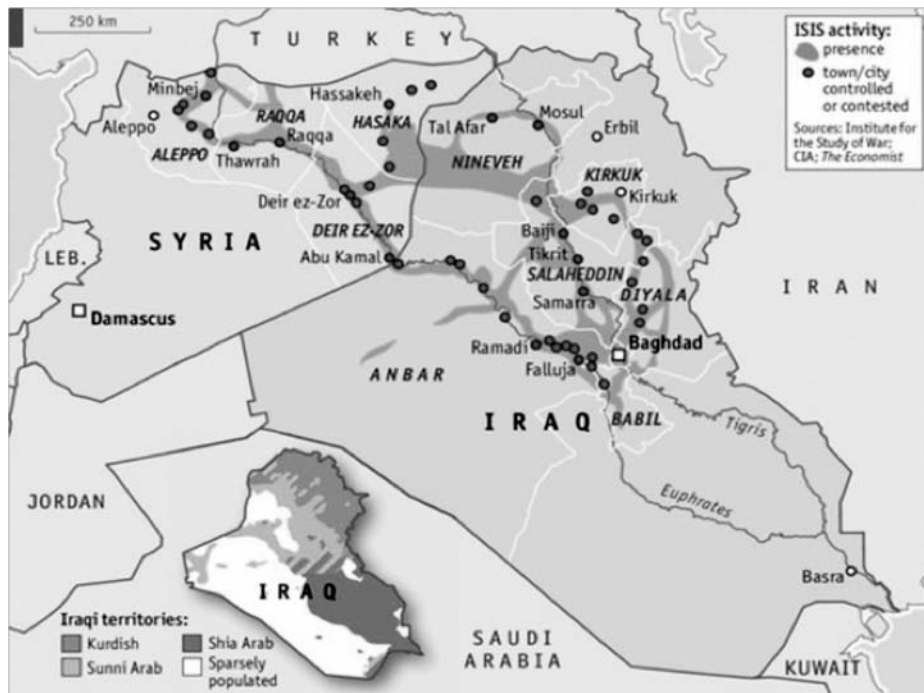 250 km
TURKEY
ISIS activity:
presence
town/city
controlled
or contested
Sources: Institute for
the Study of War;
CIA; The Economist
Minbej
Aleppo
ALEPPO
RAQQA
Raqqa
Thawrah
Hassakeh
HASAKA
Tal Afar
Mosul
Erbil
NINEVEH
KIRKUK
Kirkuk
Deir ez-Zor
DEIR EZ-ZOR
SYRIA
Abu Kamal
Baiji
Tikrit
SALAHEDDIN
Samarra
DIYALA
LEB.
Damascus
IRAN
Ramadi
Baghdad
Falluja
ANBAR
IRAQ
BABIL
Tigris
Euphrates
JORDAN
Basra
IRAQ
Iraqi territories:
Kurdish
Shia Arab
Sunni Arab
Sparsely
populated
SAUDI
ARABIA
KUWAIT